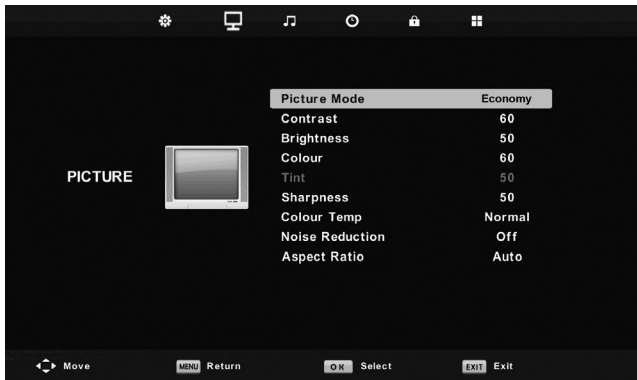 Picture Mode Economy
Contrast 60
Brightness 50
Colour 60
PICTURE
Tint 50
Sharpness 50
Colour Temp Normal
Noise Reduction Off
Aspect Ratio Auto
Move MENU Return OK Select EXIT Exit